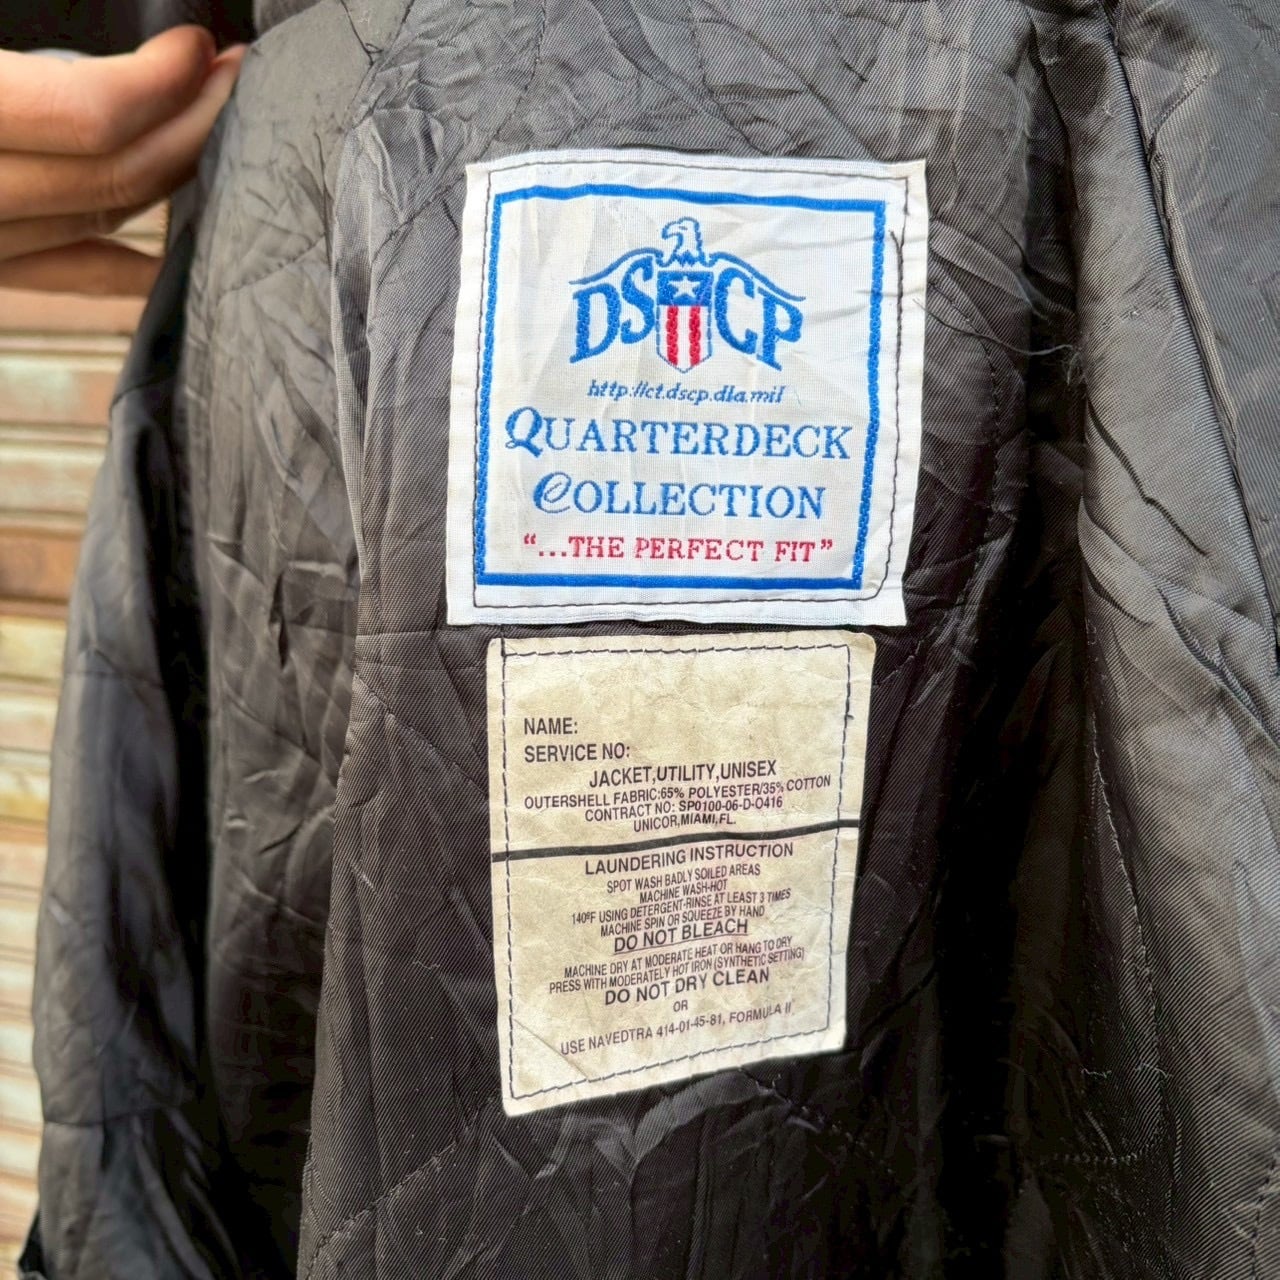 DSCP
http://ct.dscp.dla.mil
QUARTERDECK
COLLECTION
"...THE PERFECT FIT"
NAME:
SERVICE NO:
JACKET,UTILITY,UNISEX
OUTERSHELL FABRIC:65% POLYESTER/35% COTTON
CONTRACT NO: SP0100-06-D-O416
UNICOR,MIAMI,FL.
LAUNDERING INSTRUCTION
SPOT WASH BADLY SOILED AREAS
MACHINE WASH-HOT
140ºF USING DETERGENT-RINSE AT LEAST 3 TIMES
MACHINE SPIN OR SQUEEZE BY HAND
DO NOT BLEACH
MACHINE DRY AT MODERATE HEAT OR HANG TO DRY
PRESS WITH MODERATELY HOT IRON (SYNTHETIC SETTING)
DO NOT DRY CLEAN
OR
USE NAVEDTRA 414-01-45-81, FORMULA II